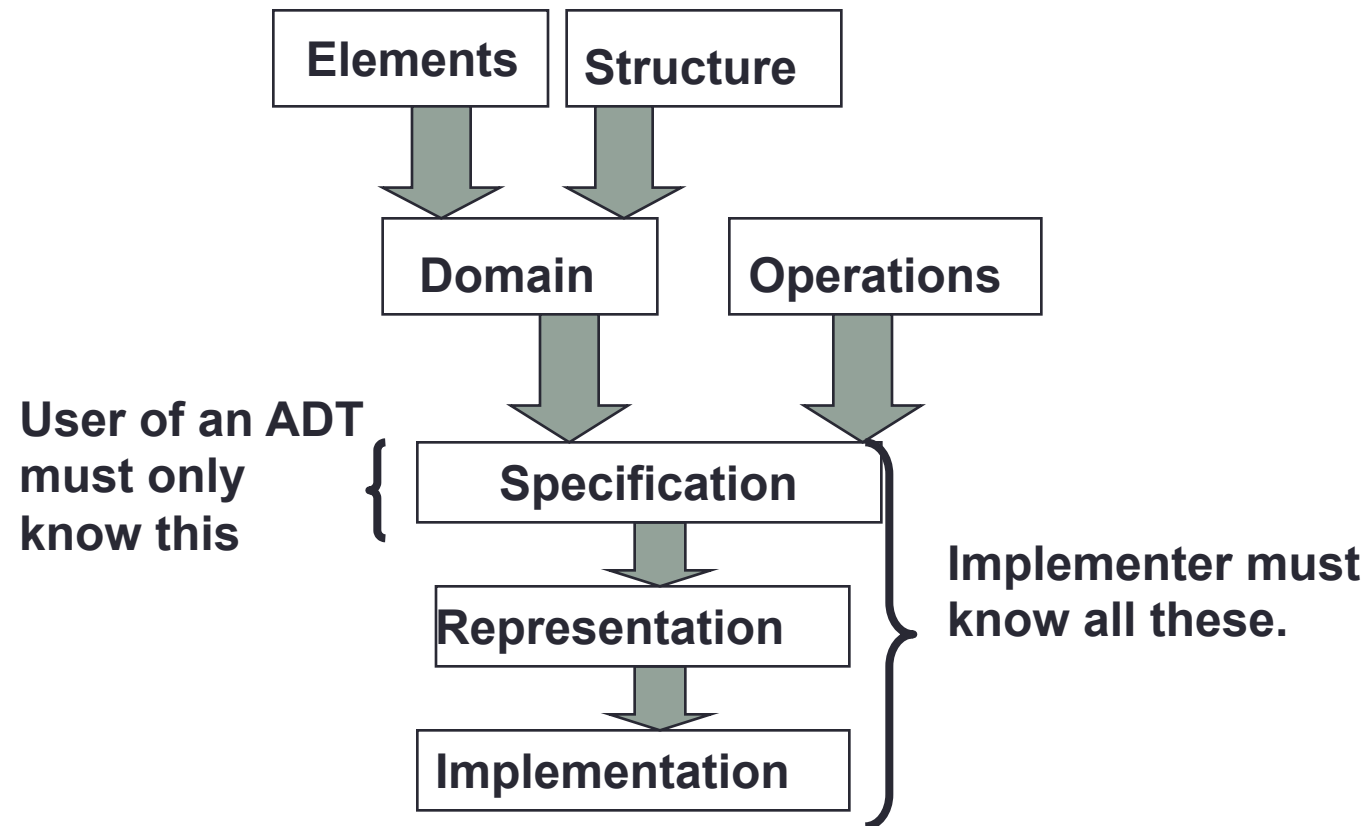 Elements
Structure
Domain
Operations
User of an ADT
must only
know this
Specification
Implementer must
know all these.
Representation
Implementation